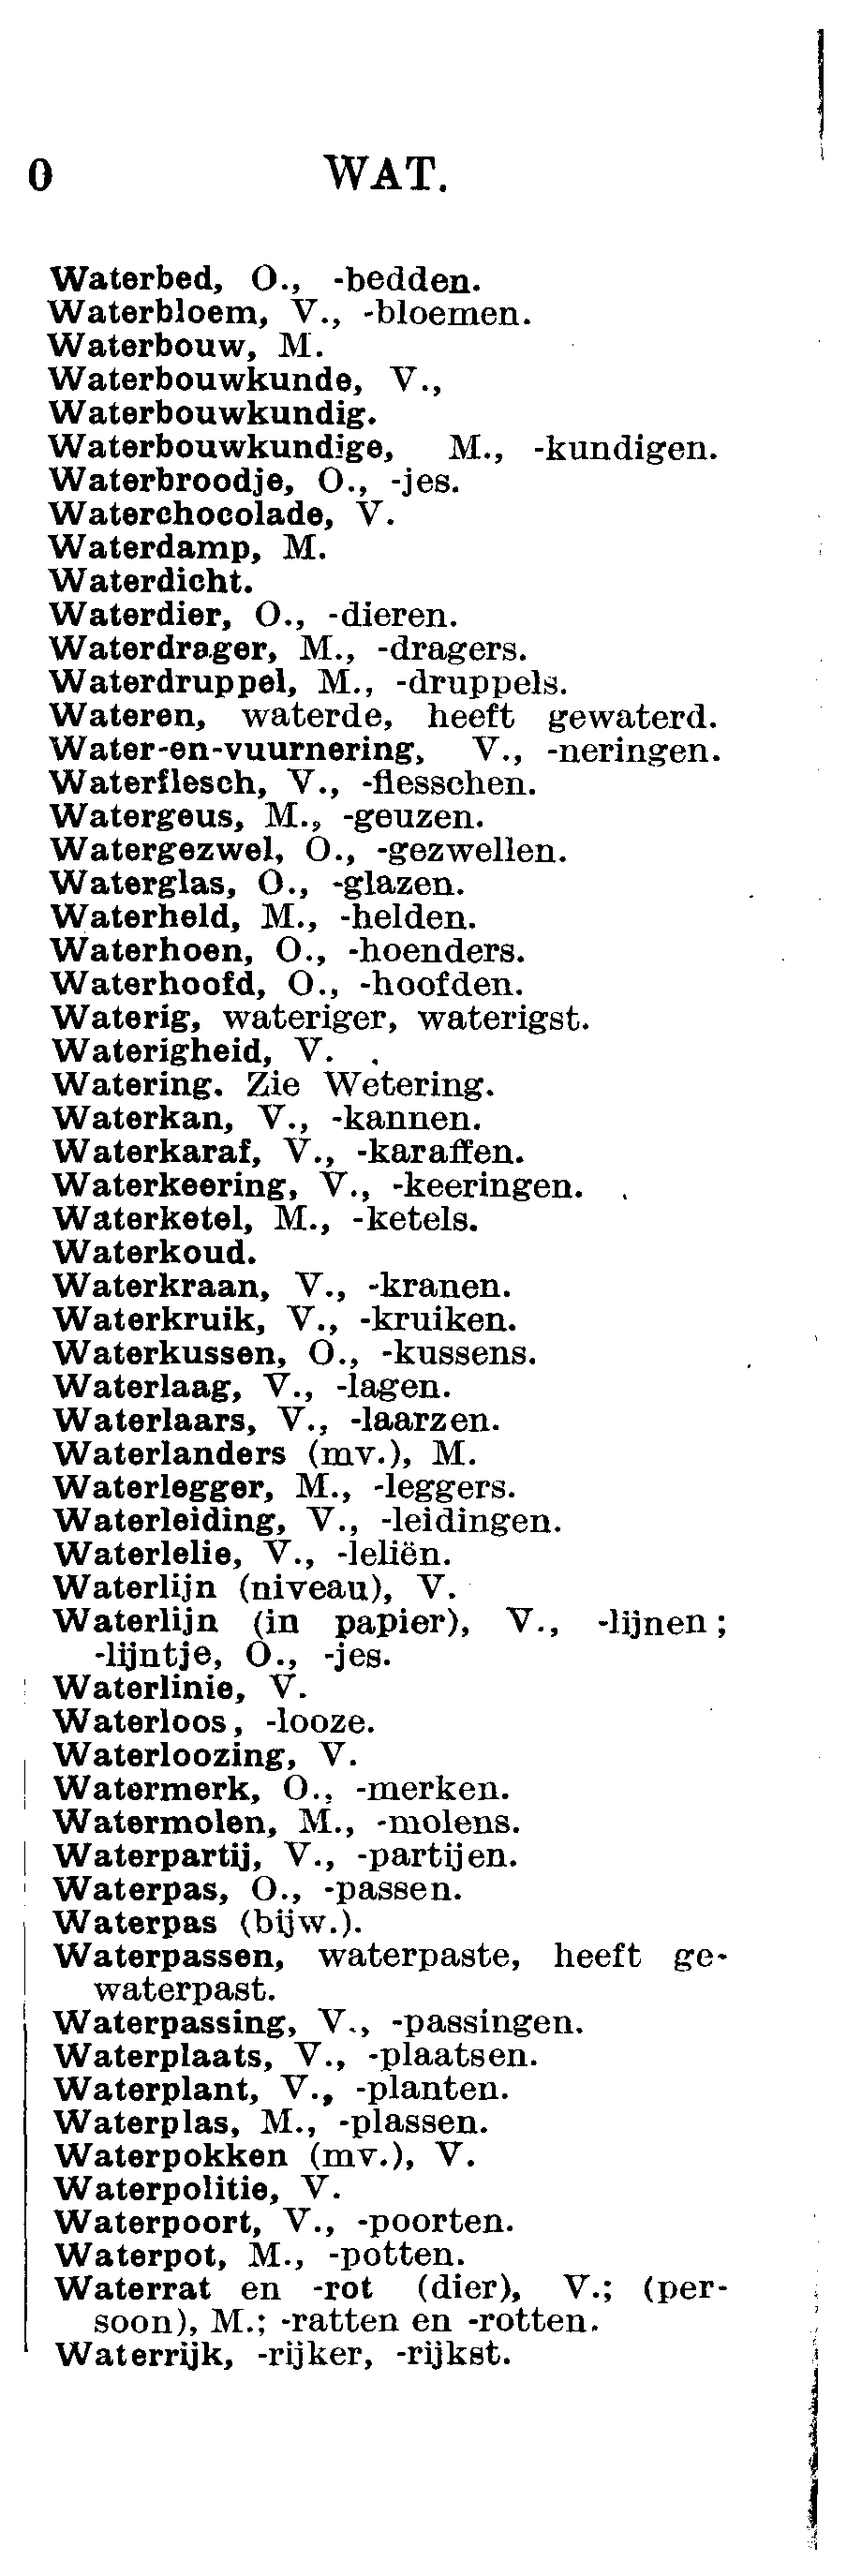 0 WAT.
Waterbed, O., -bedden.
Waterbloem, V., -bloemen.
Waterbouw, M.
Waterbouwkunde, V.,
Waterbouwkundig.
Waterbouwkundige, M., -kundigen.
Waterbroodje, O., -jes.
Waterchocolade, V.
Waterdamp, M.
Waterdicht.
Waterdier, O., -dieren.
Waterdrager, M., -dragers.
Waterdruppel, M., -druppels.
Wateren, waterde, heeft gewaterd.
Water-en-vuurnering, V., -neringen.
Waterflesch, V., -flesschen.
Watergeus, M., -geuzen.
Watergezwel, O., -gezwellen.
Waterglas, O., -glazen.
Waterheld, M., -helden.
Waterhoen, O., -hoenders.
Waterhoofd, O., -hoofden.
Waterig, wateriger, waterigst.
Waterigheid, V.
Watering. Zie Wetering.
Waterkan, V., -kannen.
Waterkaraf, V., -karaffen.
Waterkeering, V., -keeringen.
Waterketel, M., -ketels.
Waterkoud.
Waterkraan, V., -kranen.
Waterkruik, V., -kruiken.
Waterkussen, O., -kussens.
Waterlaag, V., -lagen.
Waterlaars, V., -laarzen.
Waterlanders (mv.), M.
Waterlegger, M., -leggers.
Waterleiding, V., -leidingen.
Waterlelie, V., -leliën.
Waterlijn (niveau), V.
Waterlijn (in papier), V., -lijnen;
-lijntje, O., -jes.
Waterlinie, V.
Waterloos, -looze.
Waterloozing, V.
Watermerk, O., -merken.
Watermolen, M., -molens.
Waterpartij, V., -partijen.
Waterpas, O., -passen.
Waterpas (bijw.).
Waterpassen, waterpaste, heeft ge-
waterpast.
Waterpassing, V., -passingen.
Waterplaats, V., -plaatsen.
Waterplant, V., -planten.
Waterplas, M., -plassen.
Waterpokken (mv.), V.
Waterpolitie, V.
Waterpoort, V., -poorten.
Waterpot, M., -potten.
Waterrat en -rot (dier), V.; (per-
soon), M.; -ratten en -rotten.
Waterrijk, -rijker, -rijkst.